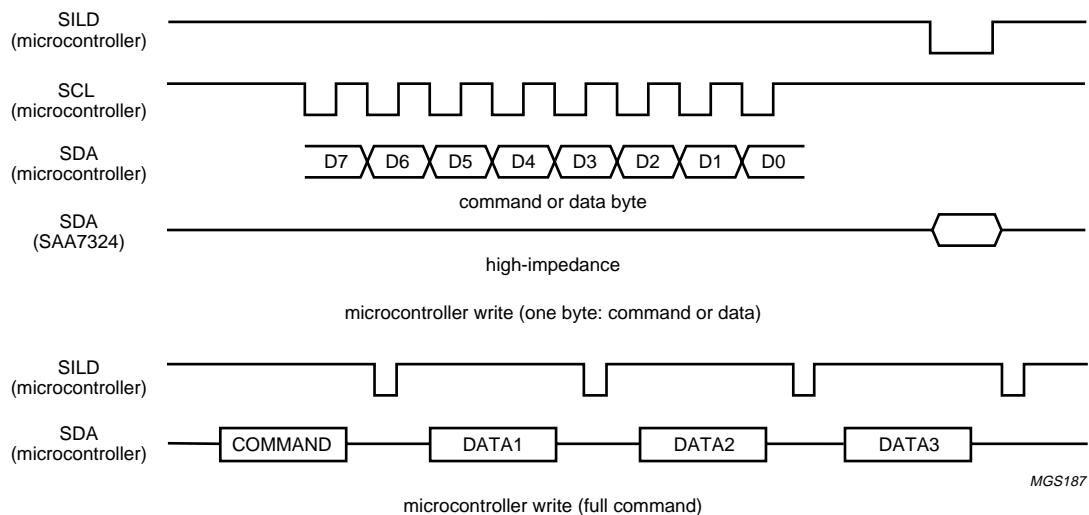 SILD
(microcontroller)
SCL
(microcontroller)
SDA
(microcontroller)
D7 D6 D5 D4 D3 D2 D1 D0
command or data byte
SDA
(SAA7324)
high-impedance
microcontroller write (one byte: command or data)
SILD
(microcontroller)
SDA
(microcontroller)
COMMAND DATA1 DATA2 DATA3
MGS187
microcontroller write (full command)